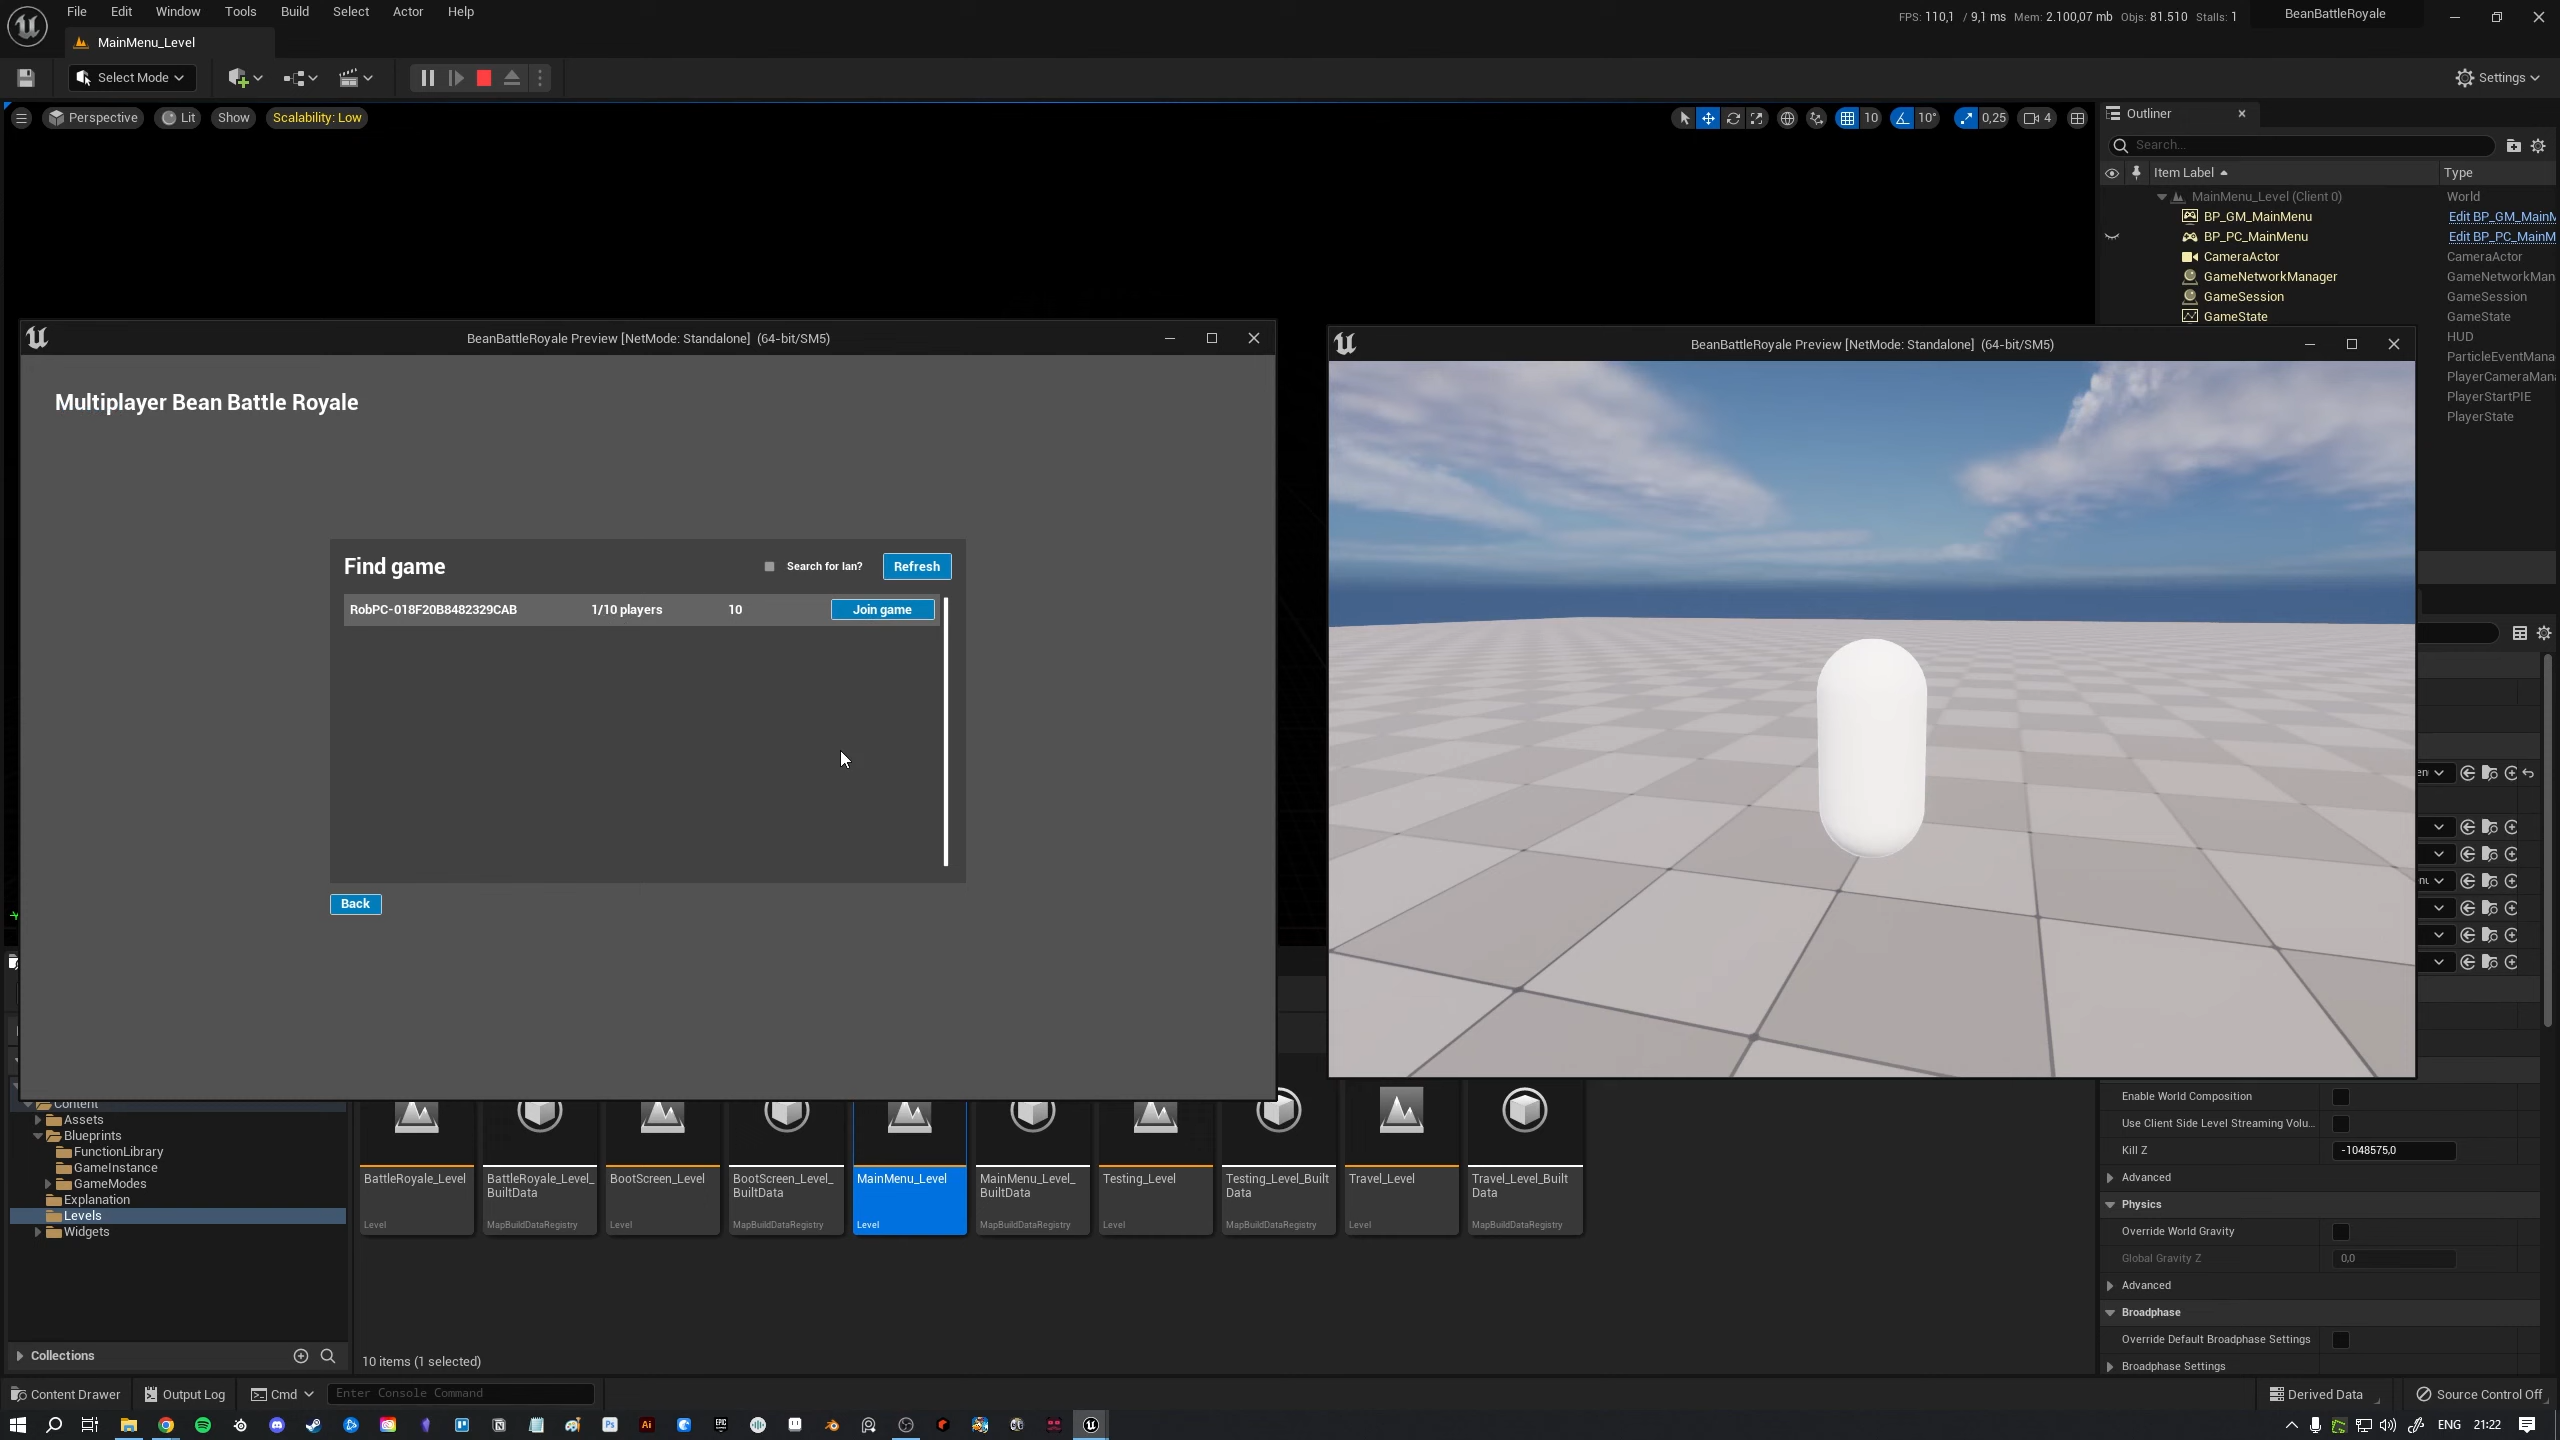 File Edit Window Tools Build Select Actor Help
FPS: 110,1 / 9,1 ms Mem: 2.100,07 mb Objs: 81.510 Stalls: 1
BeanBattleRoyale
MainMenu_Level
Select Mode
Settings
Perspective Lit Show Scalability: Low
10 10° 0,25 4
Outliner
Search...
Item Label Type
MainMenu_Level (Client 0) World
BP_GM_MainMenu Edit BP_GM_MainM
BP_PC_MainMenu Edit BP_PC_MainM
CameraActor CameraActor
GameNetworkManager GameNetworkMan
GameSession GameSession
GameState GameState
HUD
ParticleEventMana
PlayerCameraMan
PlayerStartPIE
PlayerState
BeanBattleRoyale Preview [NetMode: Standalone] (64-bit/SM5)
Multiplayer Bean Battle Royale
Find game
Search for lan?
Refresh
RobPC-018F20B8482329CAB 1/10 players 10 Join game
Back
BeanBattleRoyale Preview [NetMode: Standalone] (64-bit/SM5)
Content
Assets
Blueprints
FunctionLibrary
GameInstance
GameModes
Explanation
Levels
Widgets
Collections
BattleRoyale_Level
Level
BattleRoyale_Level_
BuiltData
MapBuildDataRegistry
BootScreen_Level
Level
BootScreen_Level_
BuiltData
MapBuildDataRegistry
MainMenu_Level
Level
MainMenu_Level_
BuiltData
MapBuildDataRegistry
Testing_Level
Level
Testing_Level_Built
Data
MapBuildDataRegistry
Travel_Level
Level
Travel_Level_Built
Data
MapBuildDataRegistry
10 items (1 selected)
Enable World Composition
Use Client Side Level Streaming Volu...
Kill Z -1048575,0
Advanced
Physics
Override World Gravity
Global Gravity Z 0,0
Advanced
Broadphase
Override Default Broadphase Settings
Broadphase Settings
Content Drawer Output Log Cmd Enter Console Command
Derived Data Source Control Off
ENG 21:22